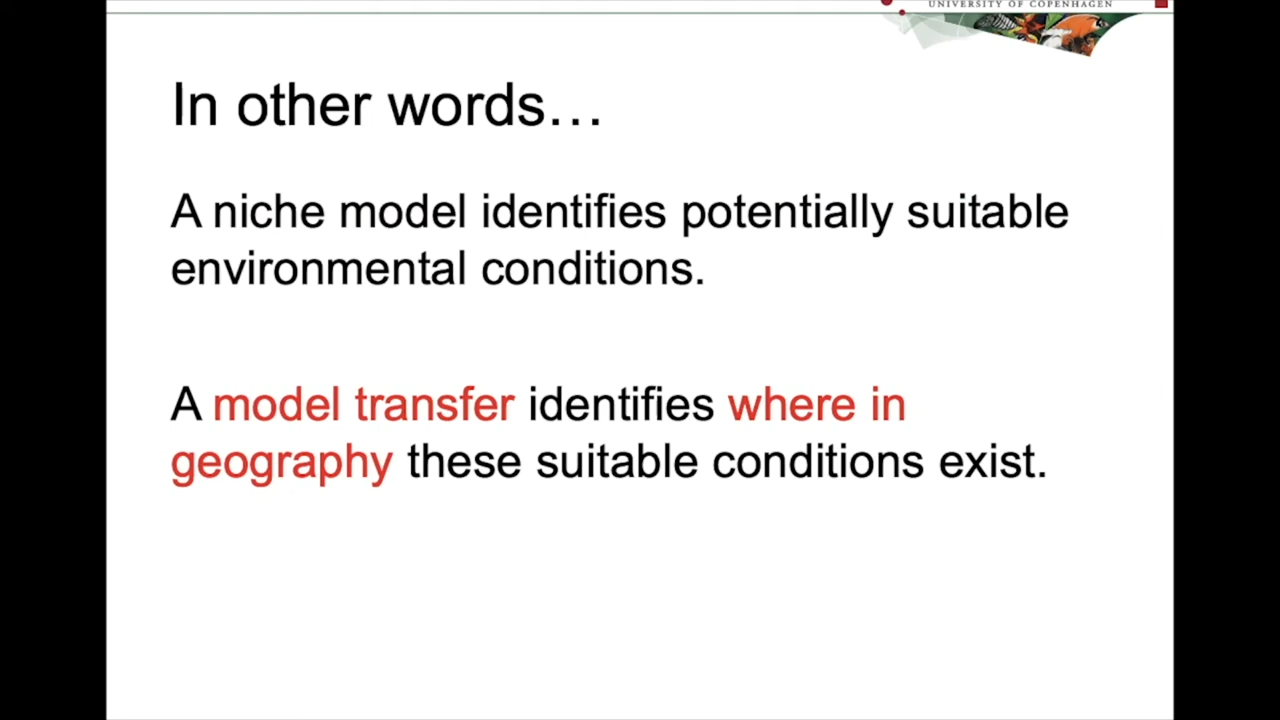 UNIVERSITY OF COPENHAGEN
In other words…
A niche model identifies potentially suitable
environmental conditions.
A model transfer identifies where in
geography these suitable conditions exist.